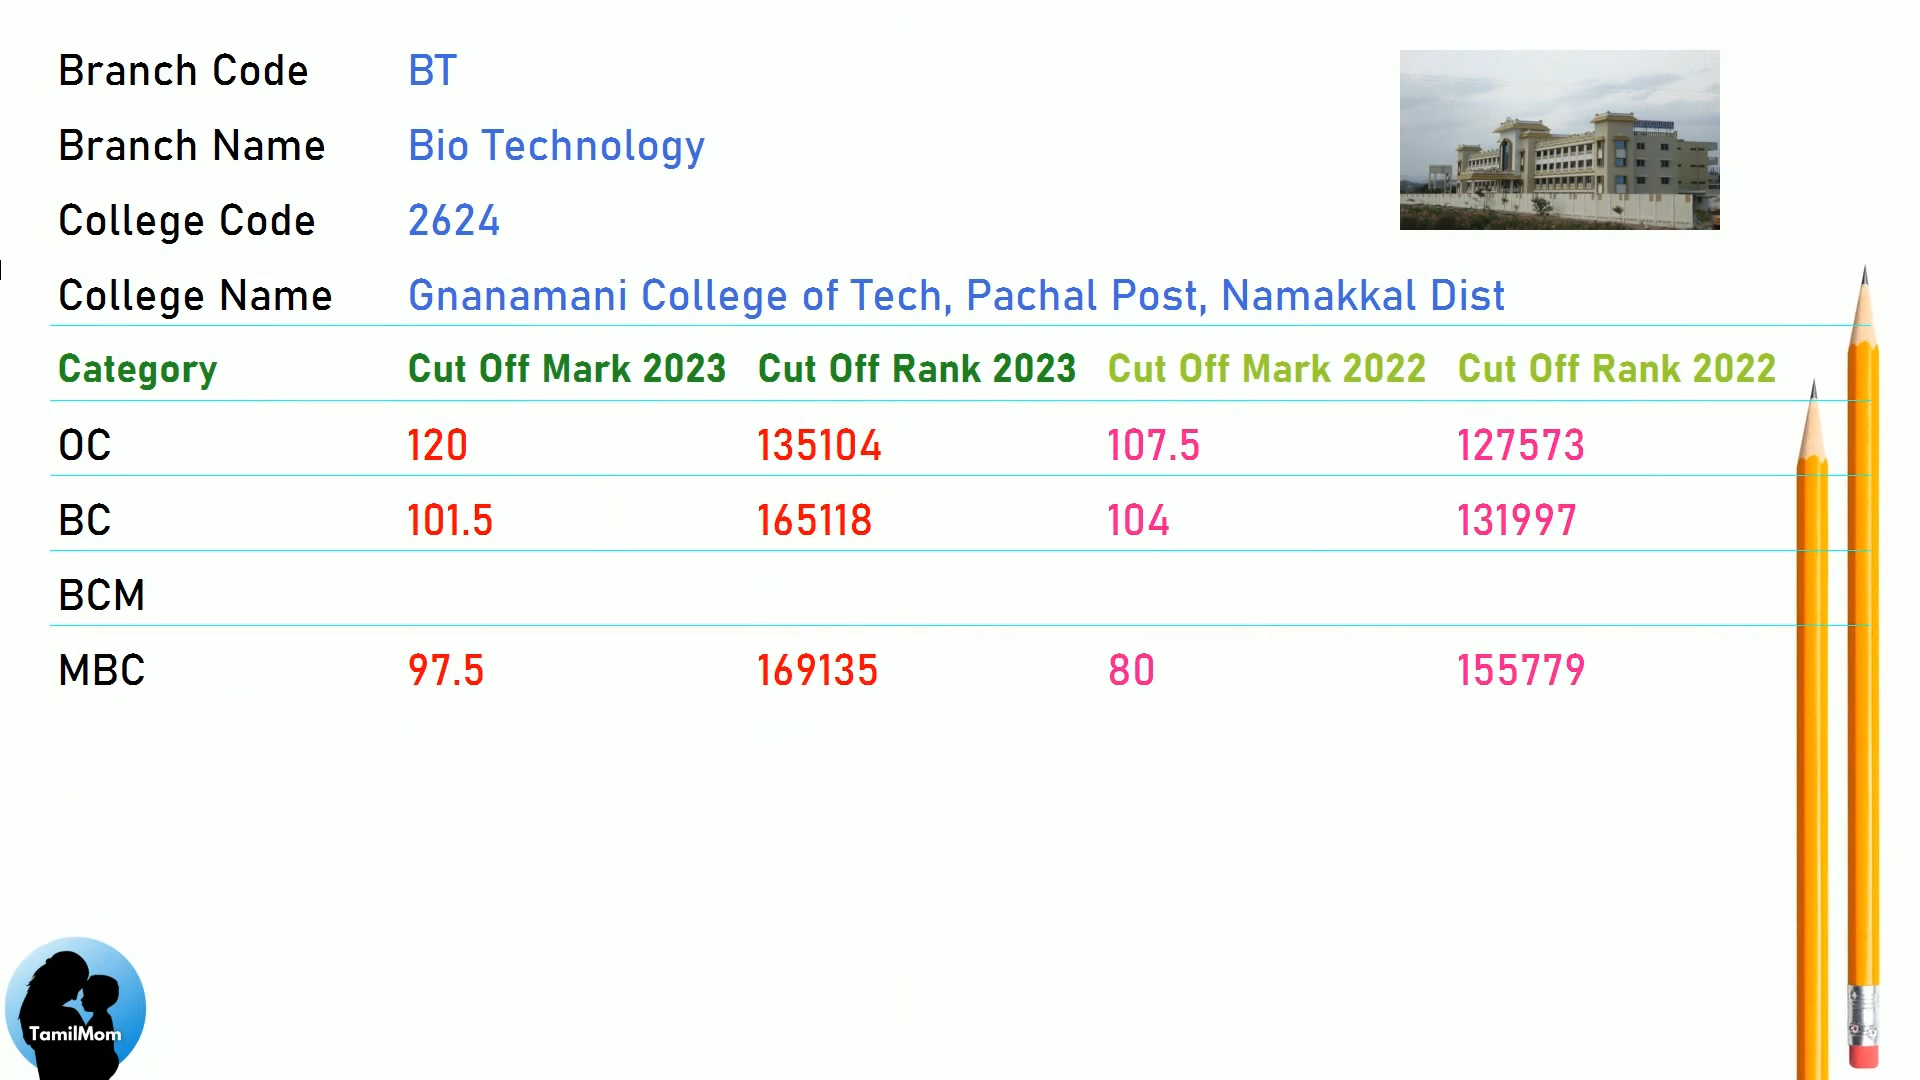 Branch Code BT
Branch Name Bio Technology
College Code 2624
College Name Gnanamani College of Tech, Pachal Post, Namakkal Dist
Category Cut Off Mark 2023 Cut Off Rank 2023 Cut Off Mark 2022 Cut Off Rank 2022
OC 120 135104 107.5 127573
BC 101.5 165118 104 131997
BCM
MBC 97.5 169135 80 155779
TamilMom